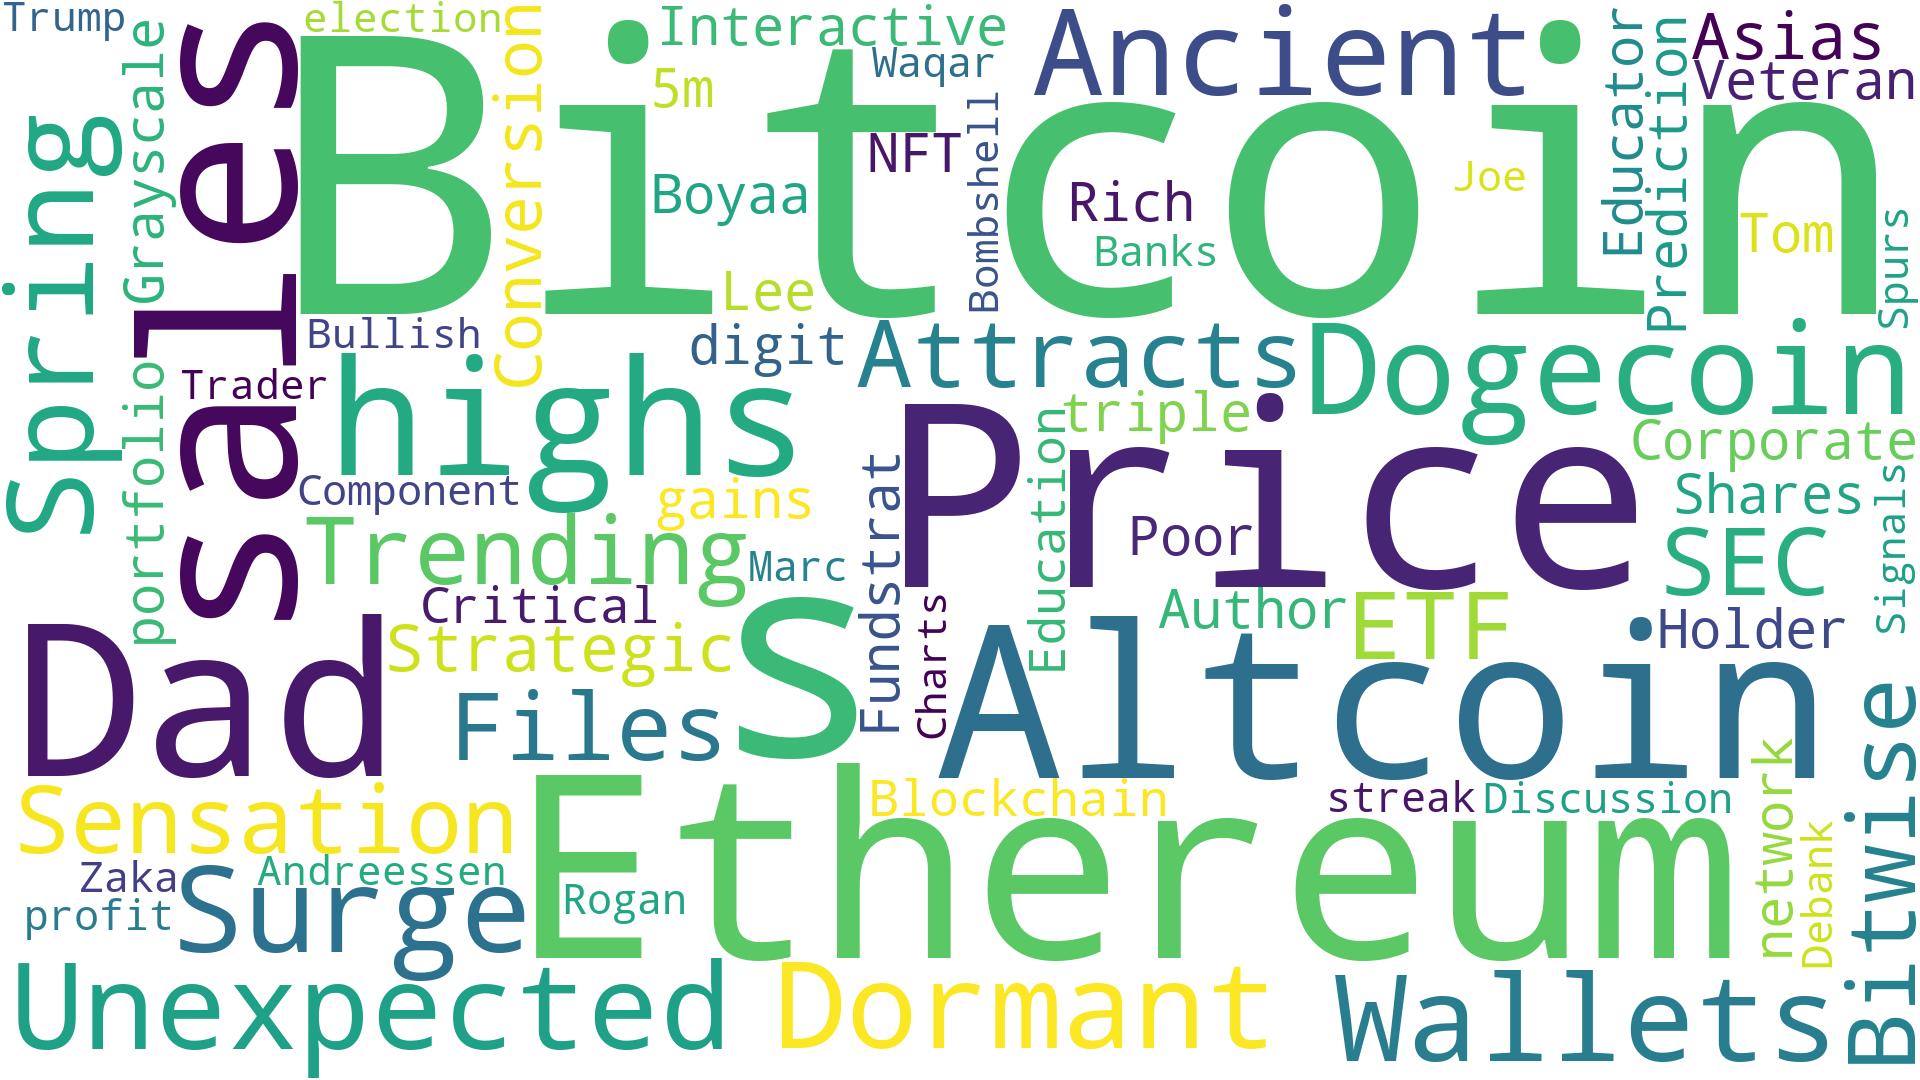 Trump
election
Interactive
Ancient
Asias
Veteran
Waqar
5m
Bitcoin
sales
Spring
Grayscale
Conversion
Educator
Prediction
NFT
Bombshell
Boyaa
Rich
Joe
Banks
Tom
Spurs
Lee
Bullish
digit
Attracts
Dogecoin
Trader
highs
portfolio
triple
Price
Corporate
Component
gains
Fundstrat
Education
Shares
signals
Trending
Poor
SEC
Marc
Critical
Charts
Author
ETF
Holder
Dad
Strategic
s
Altcoin
Files
Bitwise
Sensation
Blockchain
streak
Discussion
network
Ethereum
Zaka
Andreessen
Debank
profit
Surge
Rogan
Unexpected
Dormant
Wallets